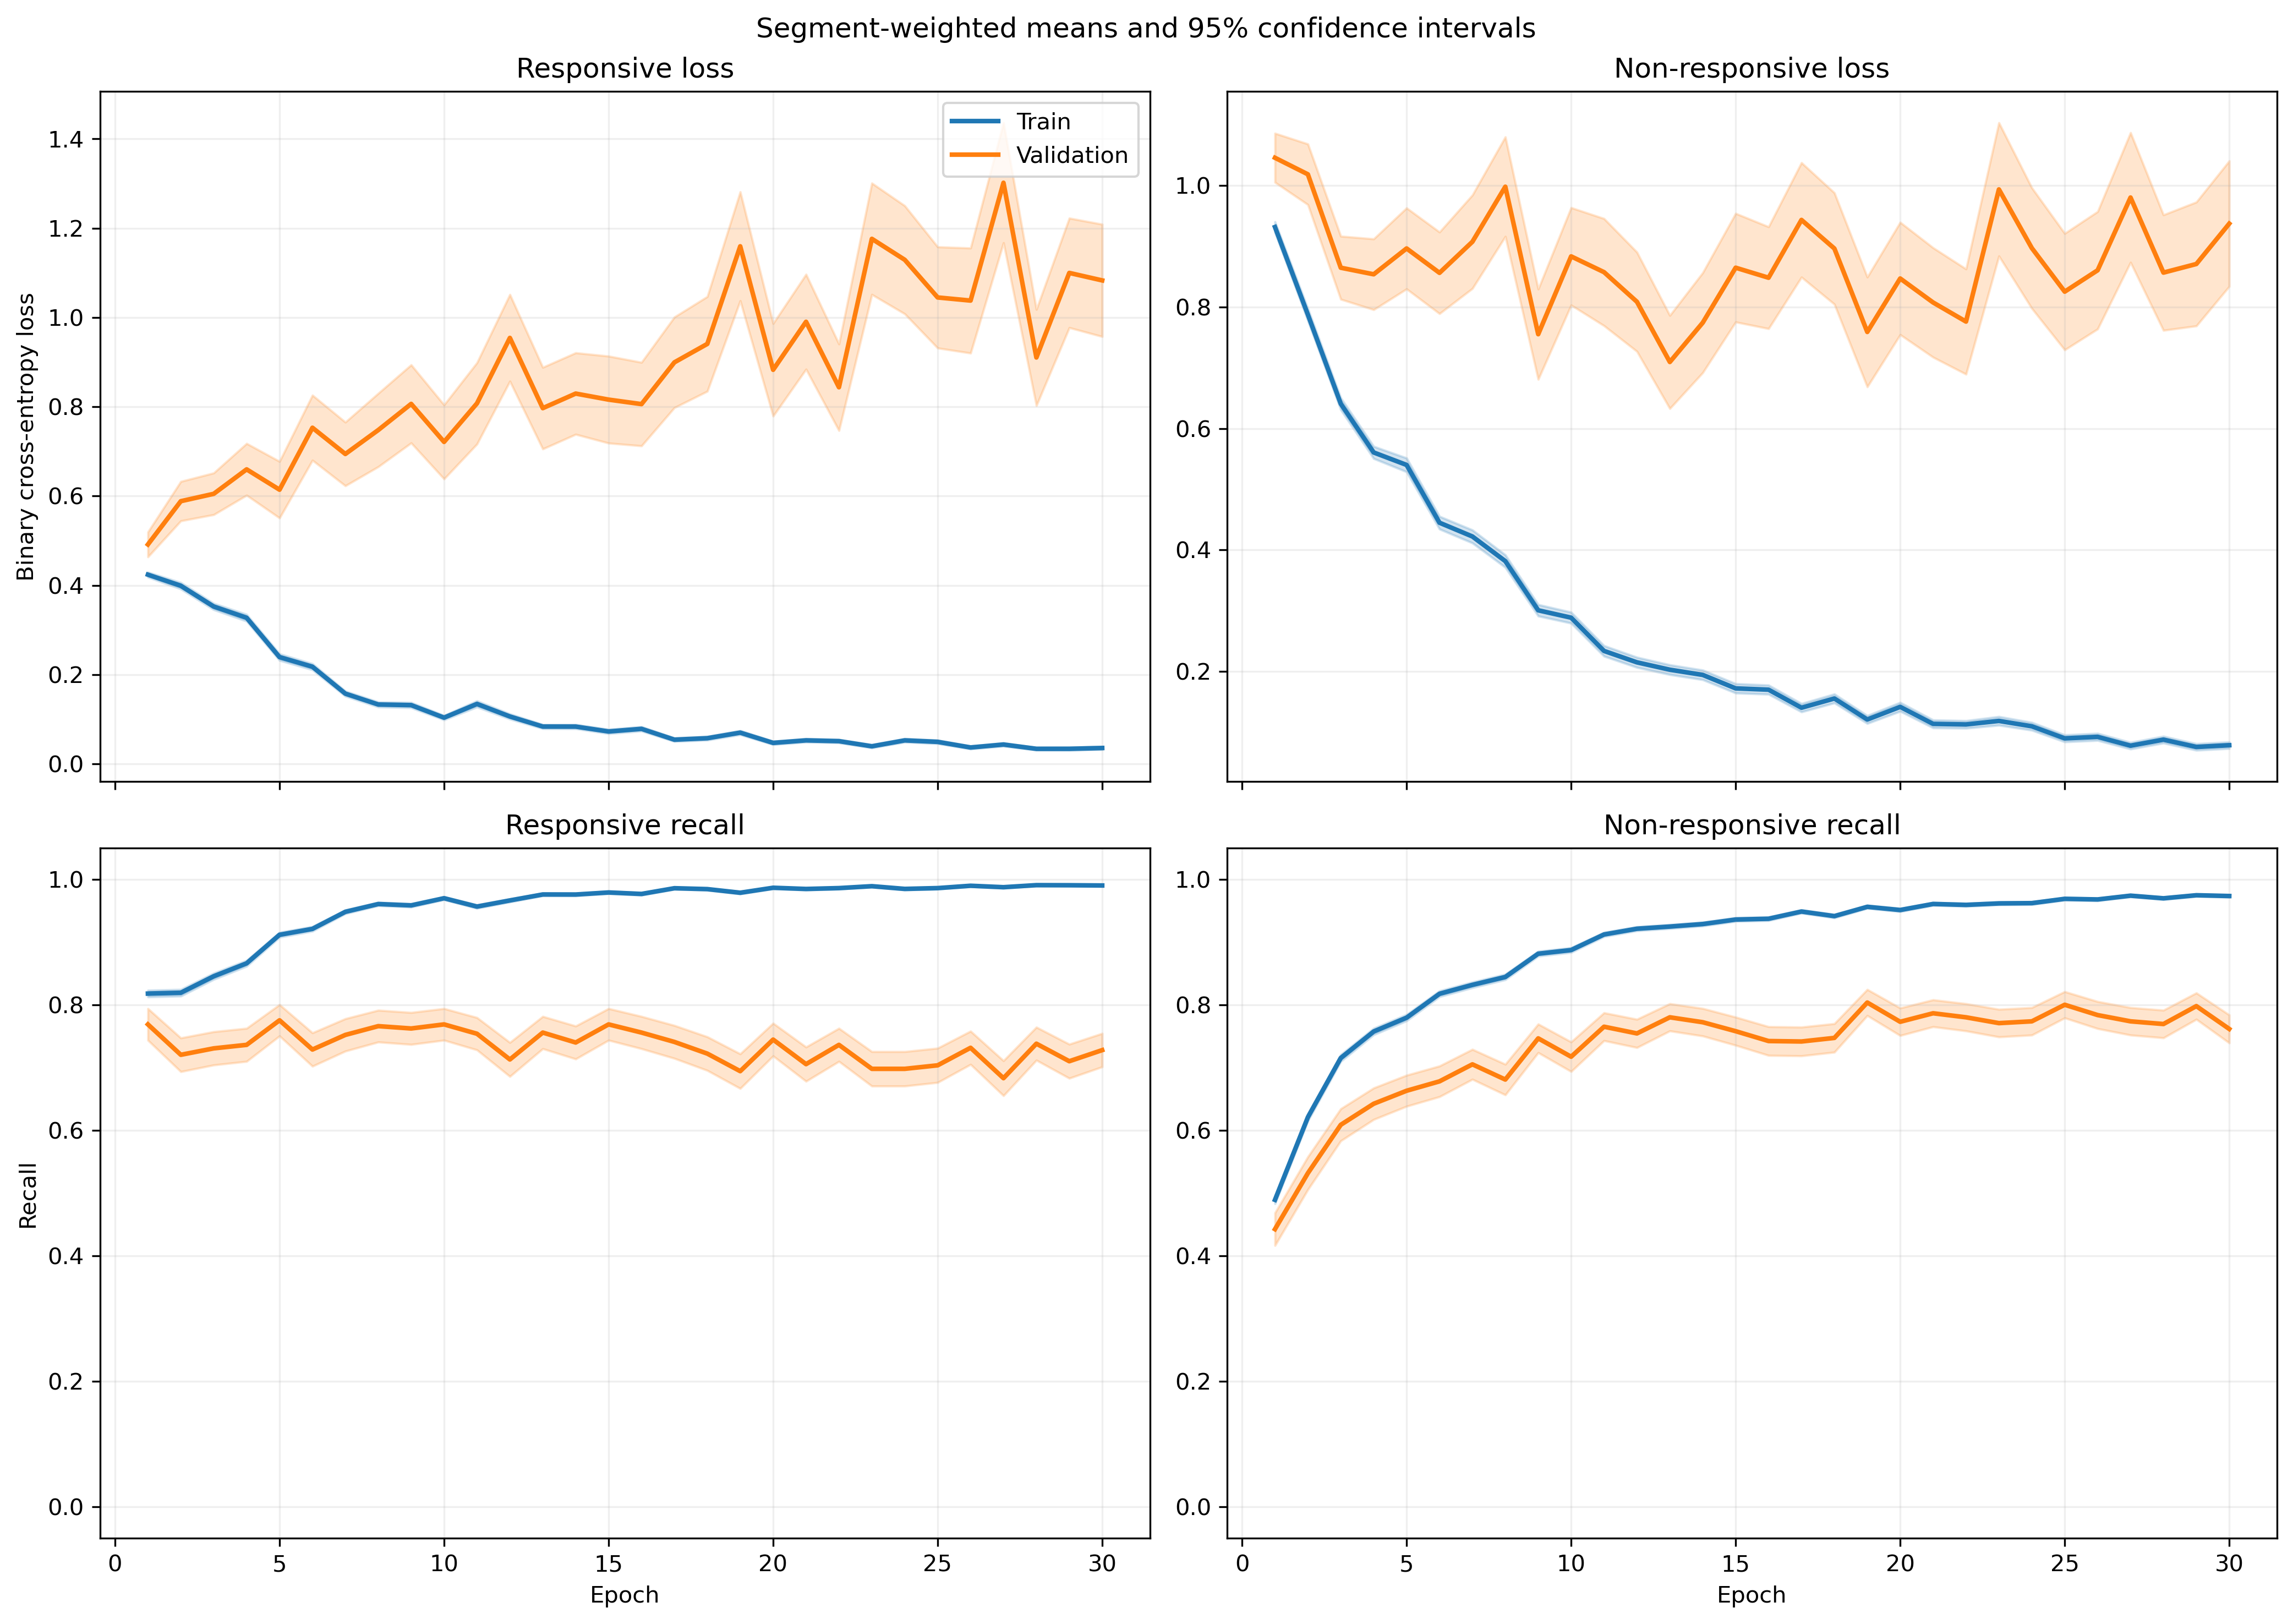 Segment-weighted means and 95% confidence intervals
Responsive loss
Non-responsive loss
Train
Validation
Binary cross-entropy loss
1.4
1.2
1.0
0.8
0.6
0.4
0.2
0.0
1.0
0.8
0.6
0.4
0.2
Responsive recall
Non-responsive recall
Recall
1.0
0.8
0.6
0.4
0.2
0.0
1.0
0.8
0.6
0.4
0.2
0.0
0 5 10 15 20 25 30
0 5 10 15 20 25 30
Epoch
Epoch